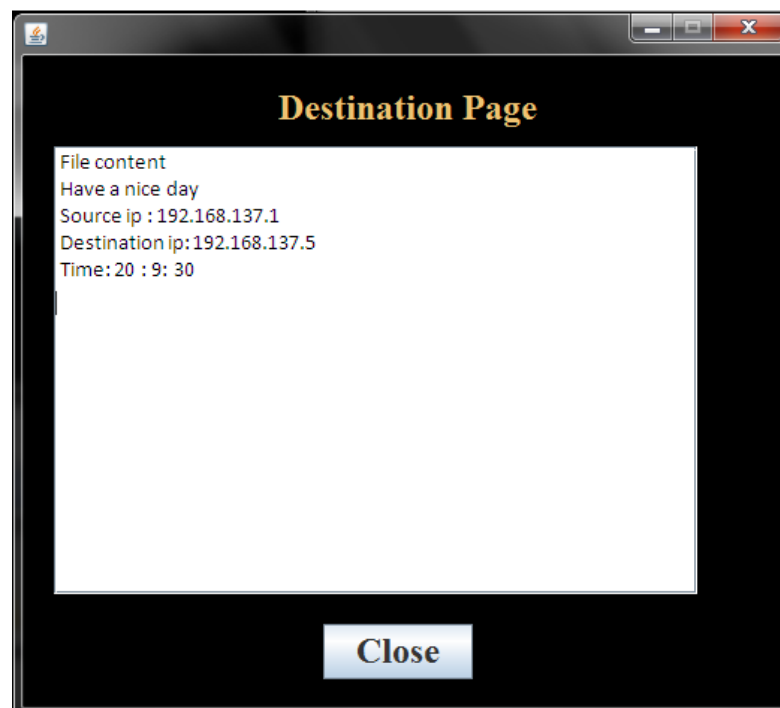 Destination Page
File content
Have a nice day
Source ip : 192.168.137.1
Destination ip:192.168.137.5
Time: 20 : 9: 30
Close